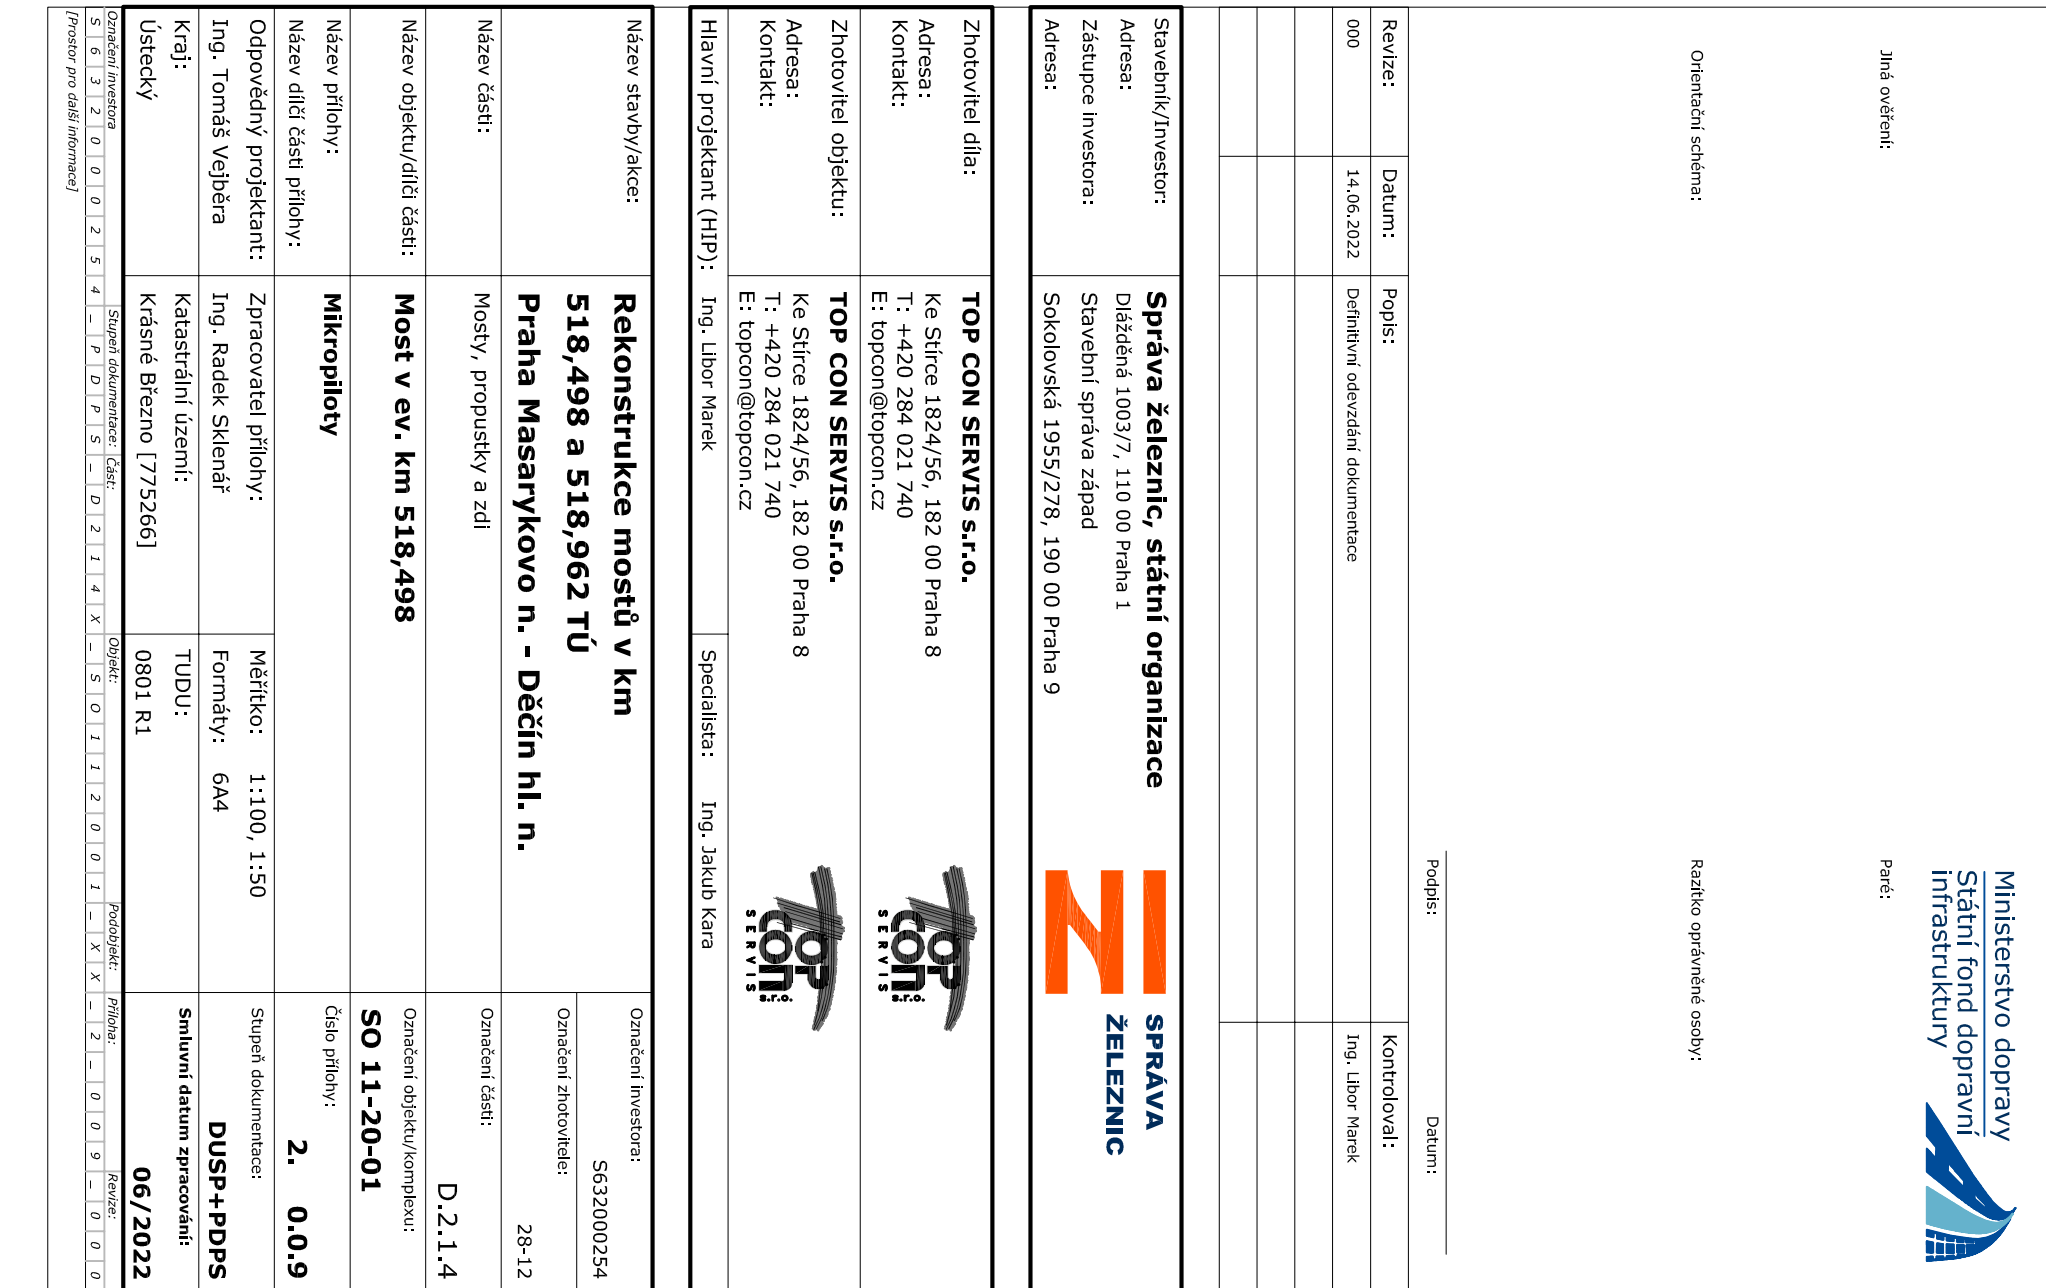 Ministerstvo dopravy
Státní fond dopravní
infrastruktury
Jiná ověření:
Paré:
Orientační schéma:
Razítko oprávněné osoby:
Podpis:
Datum:
Revize:
Datum:
Popis:
Kontroloval:
000
14.06.2022
Definitivní odevzdání dokumentace
Ing. Libor Marek
Stavebník/Investor:
Správa železnic, státní organizace
Adresa:
Dlážděná 1003/7, 110 00 Praha 1
Zástupce investora:
Stavební správa západ
Adresa:
Sokolovská 1955/278, 190 00 Praha 9
SPRÁVA
ŽELEZNIC
Zhotovitel díla:
TOP CON SERVIS s.r.o.
Adresa:
Ke Stírce 1824/56, 182 00 Praha 8
Kontakt:
T: +420 284 021 740
E: topcon@topcon.cz
TOP
CON
s.r.o.
SERVIS
Zhotovitel objektu:
TOP CON SERVIS s.r.o.
Adresa:
Ke Stírce 1824/56, 182 00 Praha 8
Kontakt:
T: +420 284 021 740
E: topcon@topcon.cz
TOP
CON
s.r.o.
SERVIS
Hlavní projektant (HIP):
Ing. Libor Marek
Specialista:
Ing. Jakub Kara
Název stavby/akce:
Rekonstrukce mostů v km
518,498 a 518,962 TÚ
Praha Masarykovo n. - Děčín hl. n.
Označení investora:
S632000254
Označení zhotovitele:
28-12
Název části:
Mosty, propustky a zdi
Označení části:
D.2.1.4
Název objektu/dílčí části:
Most v ev. km 518,498
Označení objektu/komplexu:
SO 11-20-01
Název přílohy:
Mikropiloty
Číslo přílohy:
Název dílčí části přílohy:
2. 0.0.9
Odpovědný projektant:
Zpracovatel přílohy:
Měřítko: 1:100, 1:50
Stupeň dokumentace:
Ing. Tomáš Vejběra
Ing. Radek Sklenář
Formáty: 6A4
DUSP+PDPS
Kraj:
Katastrální území:
TUDU:
Smluvní datum zpracování:
Ústecký
Krásné Březno [775266]
0801 R1
06/2022
Označení investora
Stupeň dokumentace:
Část:
Objekt:
Podobjekt:
Příloha:
Revize:
S 6 3 2 0 0 0 2 5 4 _ P D P S _ D 2 1 4 X _ S O 1 1 2 0 0 1 _ X X _ 2 _ 0 0 9 _ 0 0 0
[Prostor pro další informace]